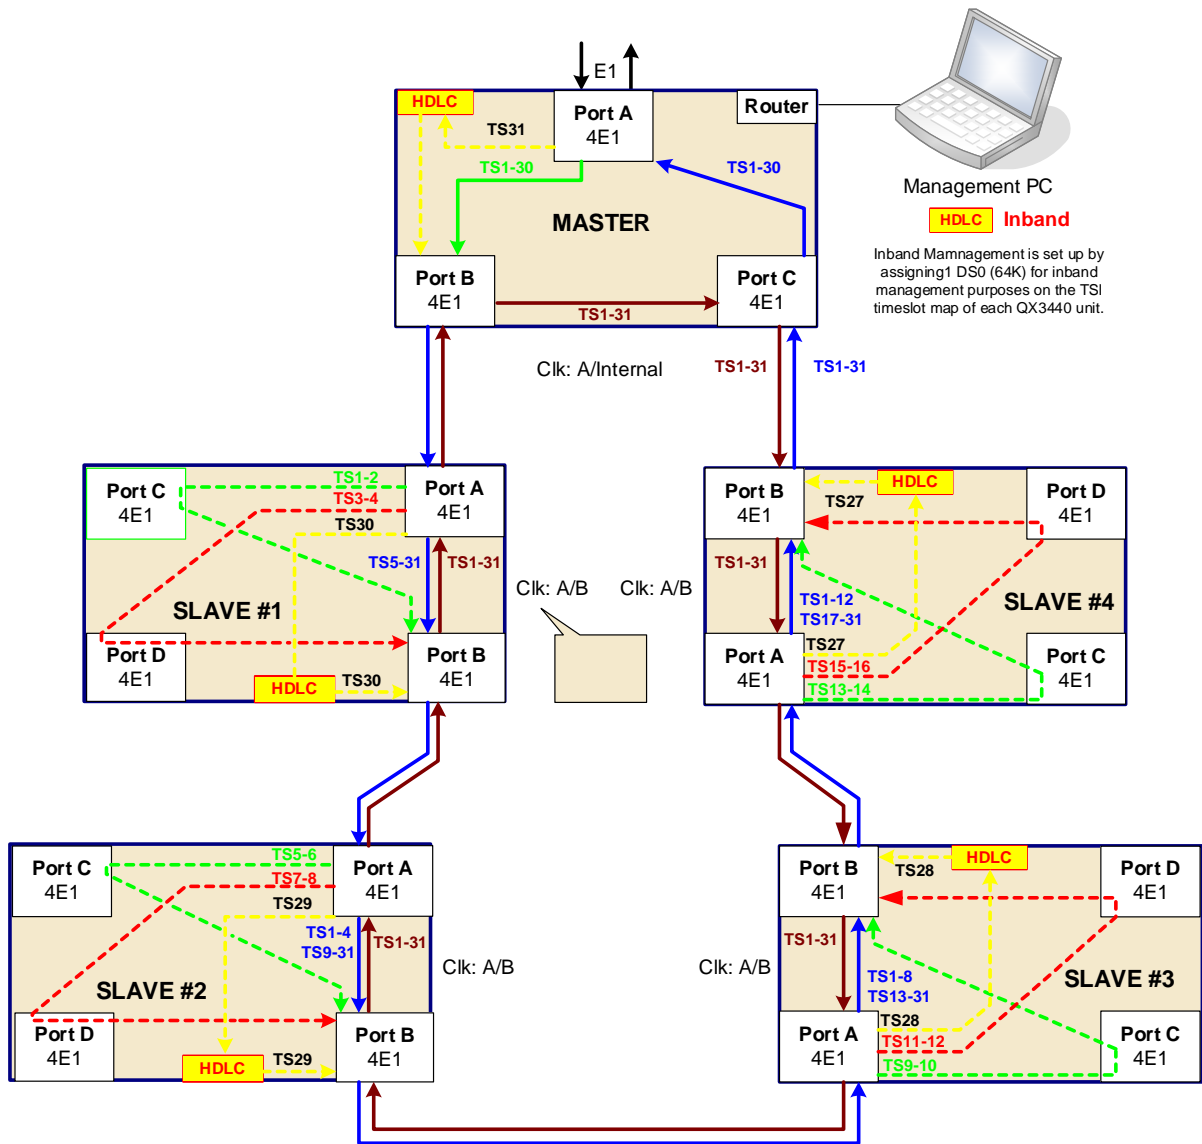 E1
HDLC
Port A
4E1
Router
TS31
TS1-30
TS1-30
MASTER
Port B
4E1
Port C
4E1
TS1-31
Management PC
HDLC Inband
Inband Mamnagement is set up by
assigning1 DS0 (64K) for inband
management purposes on the TSI
timeslot map of each QX3440 unit.
Clk: A/Internal
TS1-31
TS1-31
Port C
4E1
TS1-2
TS3-4
TS30
Port A
4E1
TS5-31
TS1-31
SLAVE #1
Port D
4E1
HDLC
TS30
Port B
4E1
Clk: A/B
Clk: A/B
Port B
4E1
HDLC
TS27
Port D
4E1
TS1-31
TS1-12
TS17-31
SLAVE #4
TS27
TS15-16
TS13-14
Port A
4E1
Port C
4E1
Port C
4E1
TS5-6
TS7-8
TS29
Port A
4E1
TS1-4
TS9-31
TS1-31
SLAVE #2
Port D
4E1
HDLC
TS29
Port B
4E1
Clk: A/B
Clk: A/B
Port B
4E1
HDLC
TS28
Port D
4E1
TS1-31
TS1-8
TS13-31
SLAVE #3
TS28
TS11-12
TS9-10
Port A
4E1
Port C
4E1